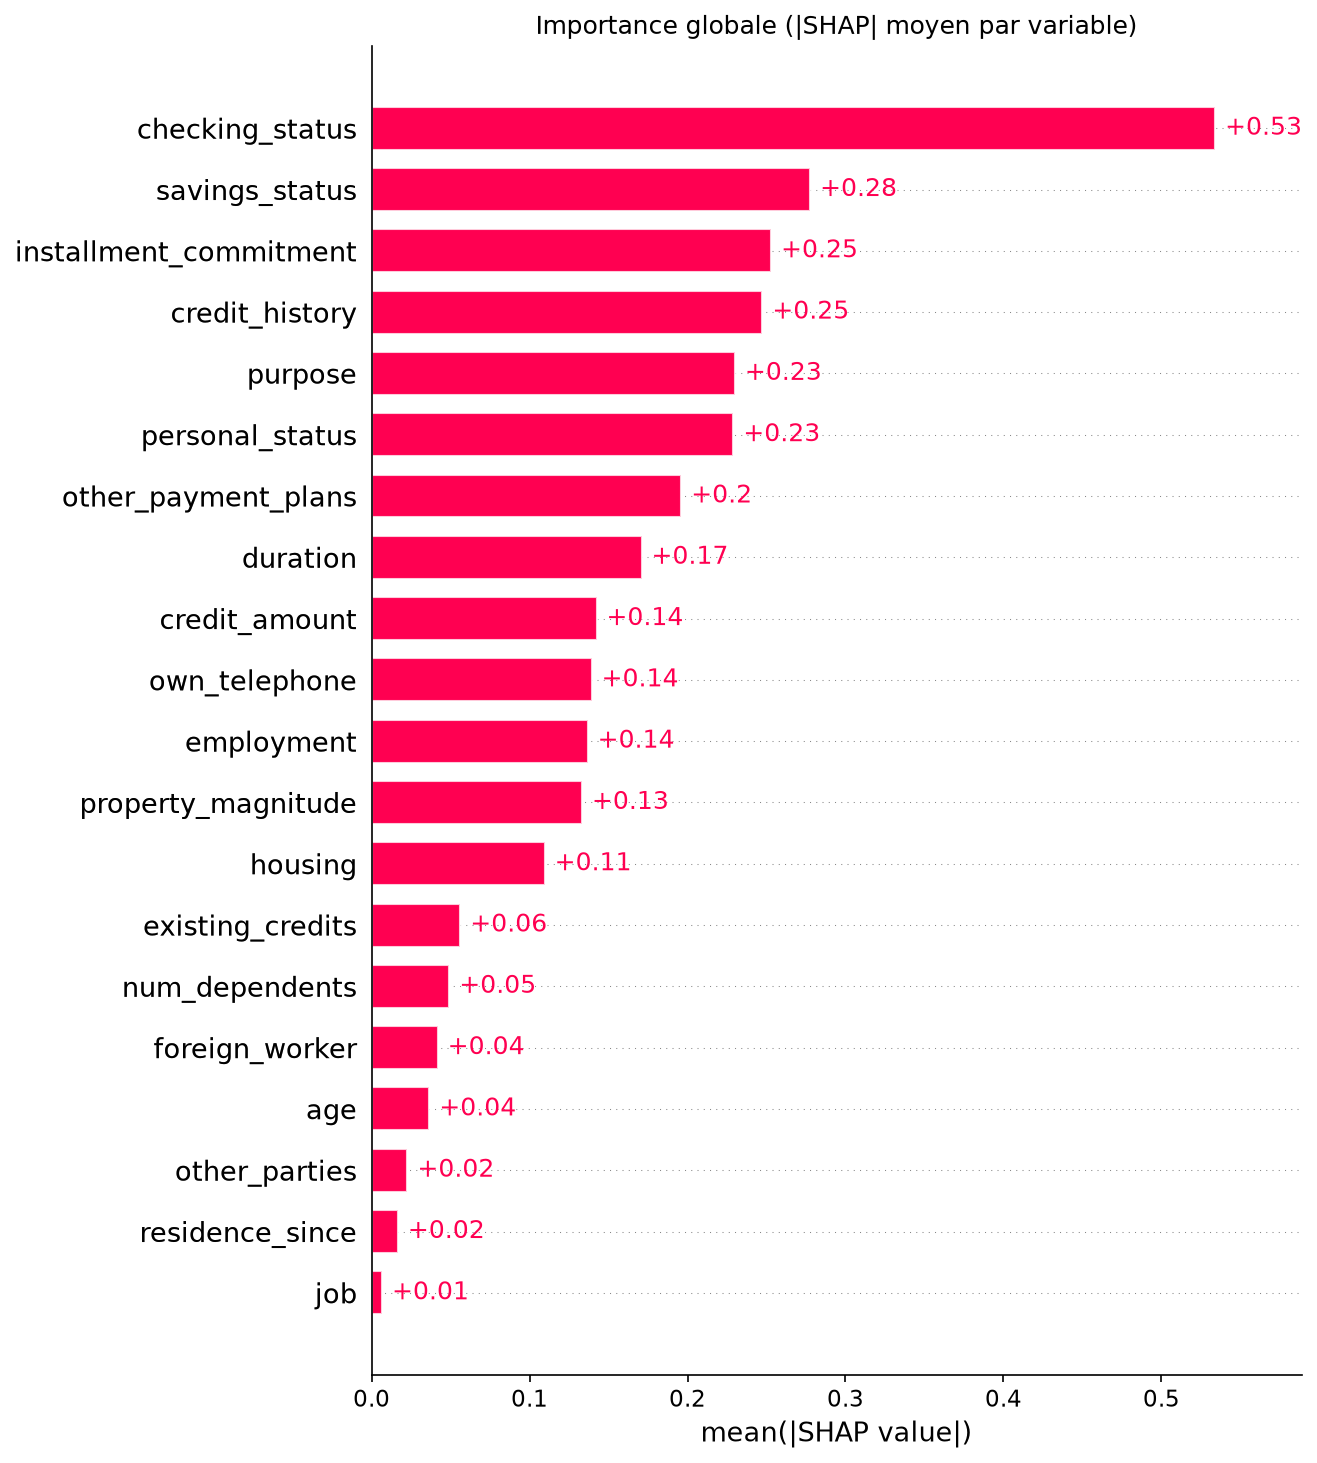 Importance globale (|SHAP| moyen par variable)
checking_status +0.53
savings_status +0.28
installment_commitment +0.25
credit_history +0.25
purpose +0.23
personal_status +0.23
other_payment_plans +0.2
duration +0.17
credit_amount +0.14
own_telephone +0.14
employment +0.14
property_magnitude +0.13
housing +0.11
existing_credits +0.06
num_dependents +0.05
foreign_worker +0.04
age +0.04
other_parties +0.02
residence_since +0.02
job +0.01
0.0 0.1 0.2 0.3 0.4 0.5
mean(|SHAP value|)